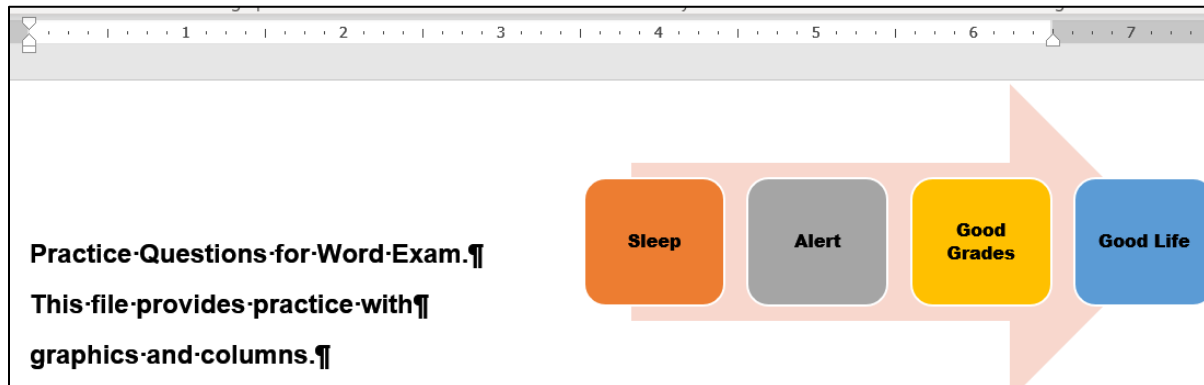 1 2 3 4 5 6 7
Practice·Questions·for·Word·Exam.¶
This·file·provides·practice·with¶
graphics·and·columns.¶
Sleep
Alert
Good
Grades
Good Life